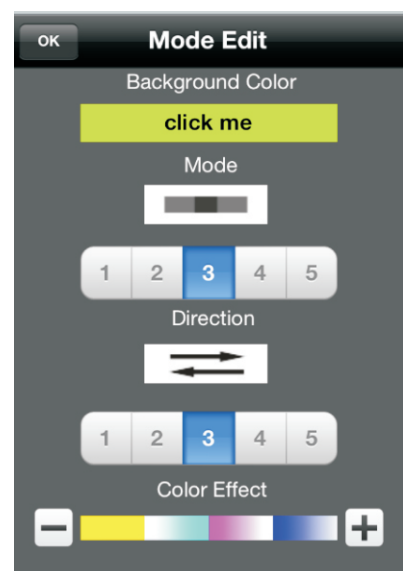 OK Mode Edit
Background Color
click me
Mode
1 2 3 4 5
Direction
1 2 3 4 5
Color Effect
− +